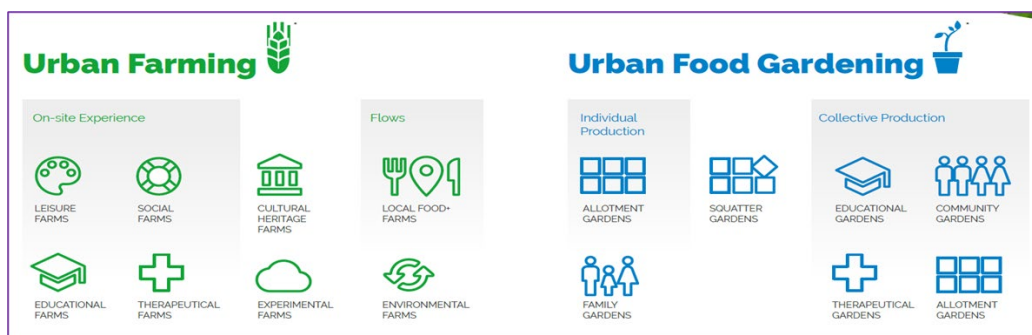 Urban Farming
Urban Food Gardening
On-site Experience
Flows
Individual
Production
Collective Production
LEISURE
FARMS
SOCIAL
FARMS
CULTURAL
HERITAGE
FARMS
LOCAL FOOD+
FARMS
ALLOTMENT
GARDENS
SQUATTER
GARDENS
EDUCATIONAL
GARDENS
COMMUNITY
GARDENS
EDUCATIONAL
FARMS
THERAPEUTICAL
FARMS
EXPERIMENTAL
FARMS
ENVIRONMENTAL
FARMS
FAMILY
GARDENS
THERAPEUTICAL
GARDENS
ALLOTMENT
GARDENS